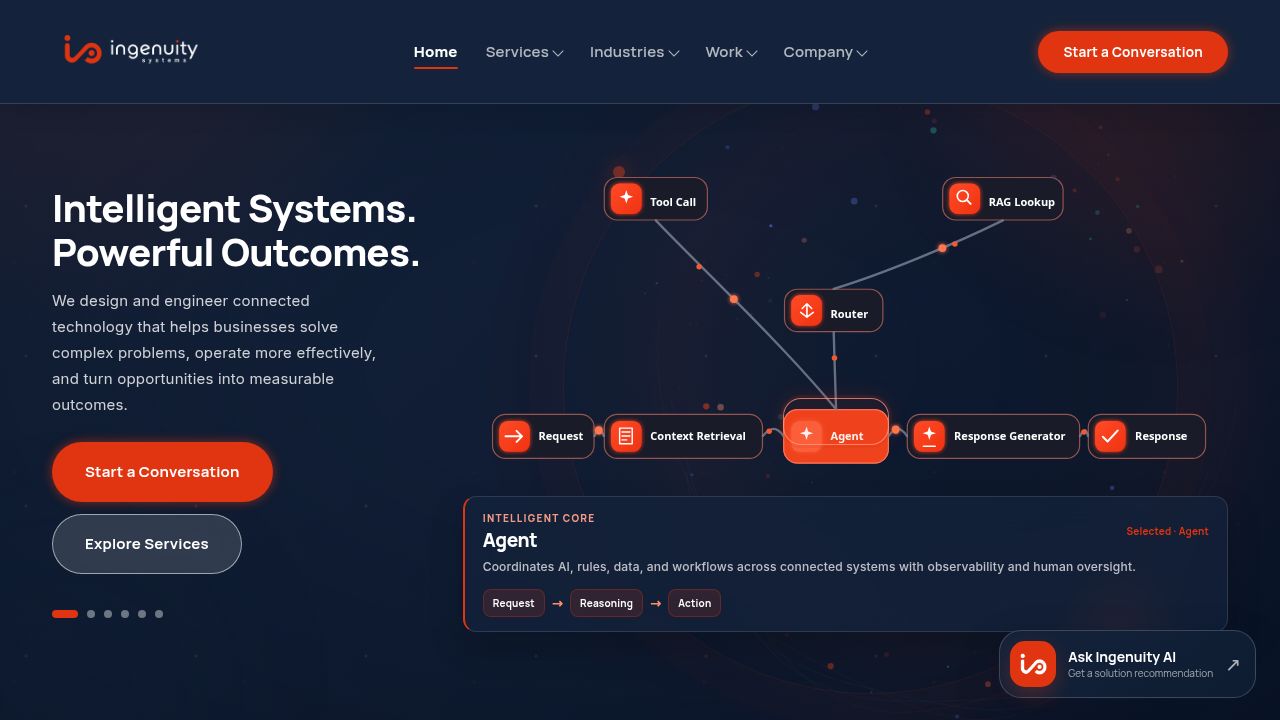 ingenuity
systems
Home
Services
Industries
Work
Company
Start a Conversation
Intelligent Systems.
Powerful Outcomes.
We design and engineer connected
technology that helps businesses solve
complex problems, operate more effectively,
and turn opportunities into measurable
outcomes.
Start a Conversation
Explore Services
Tool Call
RAG Lookup
Router
Request
Context Retrieval
Agent
Response Generator
Response
INTELLIGENT CORE
Agent
Selected · Agent
Coordinates AI, rules, data, and workflows across connected systems with observability and human oversight.
Request → Reasoning → Action
Ask Ingenuity AI
Get a solution recommendation ↗